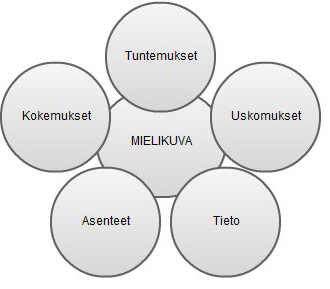 Tuntemukset
Kokemukset
Uskomukset
MIELIKUVA
Asenteet
Tieto